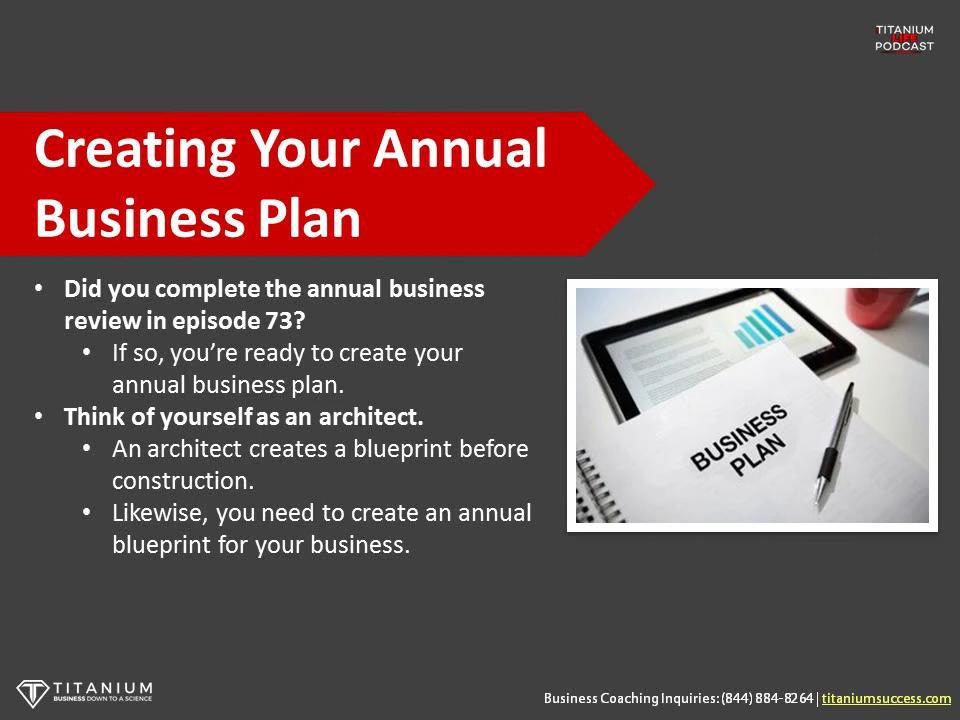 TITANIUM
LIFE
PODCAST
Creating Your Annual
Business Plan
• Did you complete the annual business
review in episode 73?
• If so, you’re ready to create your
annual business plan.
• Think of yourself as an architect.
• An architect creates a blueprint before
construction.
• Likewise, you need to create an annual
blueprint for your business.
BUSINESS
PLAN
TITANIUM
BUSINESS DOWN TO A SCIENCE
Business Coaching Inquiries: (844) 884-8264 | titaniumsuccess.com